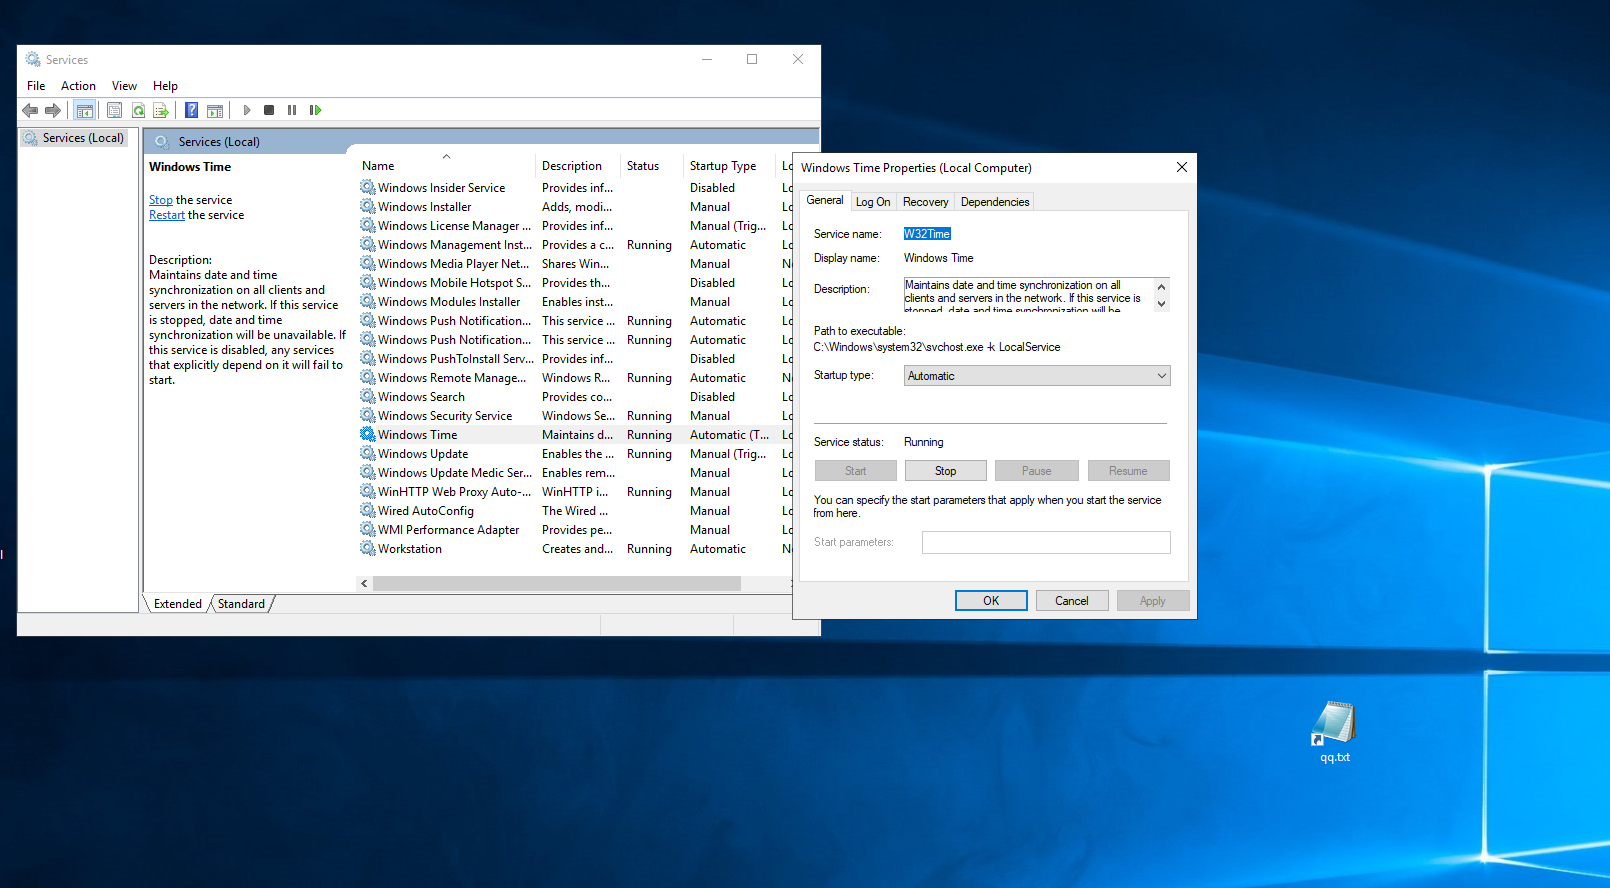 Services
File Action View Help
Services (Local)
Services (Local)
Windows Time
Stop the service
Restart the service
Description:
Maintains date and time
synchronization on all clients and
servers in the network. If this service
is stopped, date and time
synchronization will be unavailable. If
this service is disabled, any services
that explicitly depend on it will fail to
start.
Name Description Status Startup Type Lo
Windows Insider Service Provides inf... Disabled Lo
Windows Installer Adds, modi... Manual Lo
Windows License Manager ... Provides inf... Manual (Trig... Lo
Windows Management Inst... Provides a c... Running Automatic Lo
Windows Media Player Net... Shares Win... Manual Ne
Windows Mobile Hotspot S... Provides th... Disabled Lo
Windows Modules Installer Enables inst... Manual Lo
Windows Push Notification... This service ... Running Automatic Lo
Windows Push Notification... This service ... Running Automatic Lo
Windows PushToInstall Serv... Provides inf... Disabled Lo
Windows Remote Manage... Windows R... Running Automatic Ne
Windows Search Provides co... Disabled Lo
Windows Security Service Windows Se... Running Manual Lo
Windows Time Maintains d... Running Automatic (T... Lo
Windows Update Enables the ... Running Manual (Trig... Lo
Windows Update Medic Ser... Enables rem... Manual Lo
WinHTTP Web Proxy Auto-... WinHTTP i... Running Manual Lo
Wired AutoConfig The Wired ... Manual Lo
WMI Performance Adapter Provides pe... Manual Lo
Workstation Creates and... Running Automatic Ne
Extended Standard
Windows Time Properties (Local Computer)
General Log On Recovery Dependencies
Service name: W32Time
Display name: Windows Time
Description: Maintains date and time synchronization on all
clients and servers in the network. If this service is
stopped, date and time synchronization will be
Path to executable:
C:\Windows\system32\svchost.exe -k LocalService
Startup type: Automatic
Service status: Running
Start Stop Pause Resume
You can specify the start parameters that apply when you start the service
from here.
Start parameters:
OK Cancel Apply
qq.txt